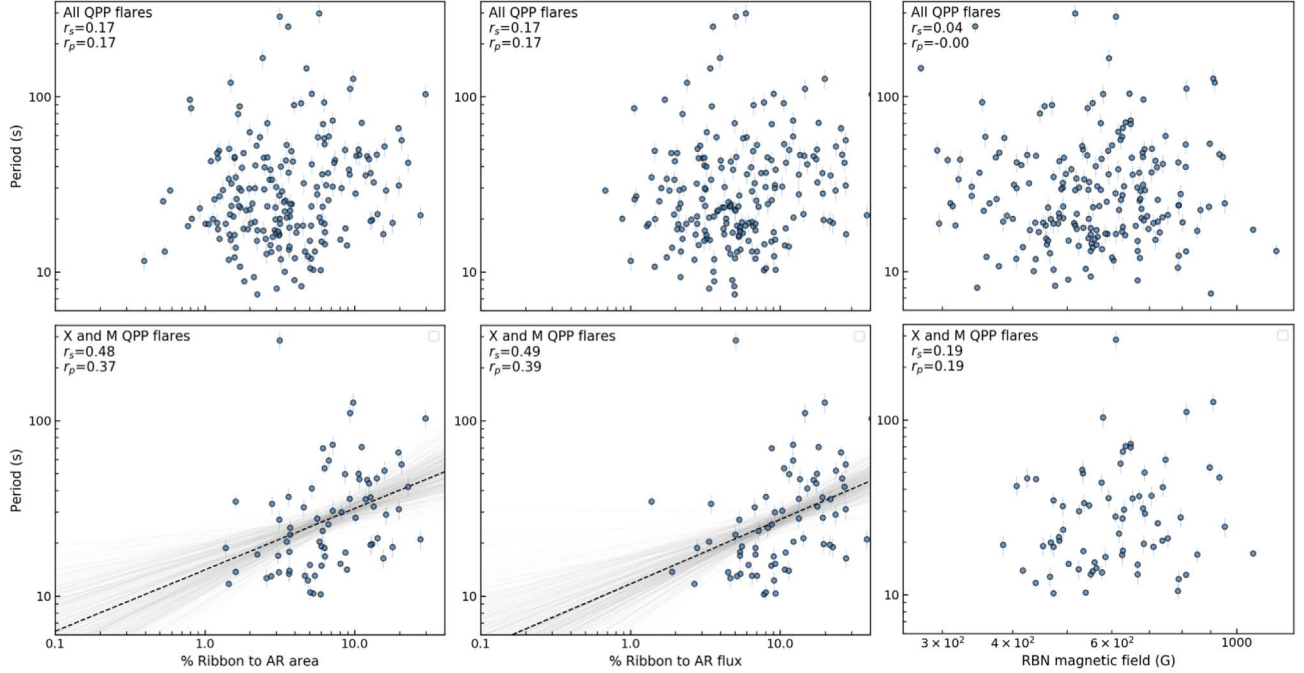 All QPP flares
r_s=0.17
r_p=0.17
All QPP flares
r_s=0.17
r_p=0.17
All QPP flares
r_s=0.04
r_p=-0.00
100
10
Period (s)
100
10
100
10
X and M QPP flares
r_s=0.48
r_p=0.37
X and M QPP flares
r_s=0.49
r_p=0.39
X and M QPP flares
r_s=0.19
r_p=0.19
100
10
Period (s)
100
10
100
10
0.1 1.0 10.0
% Ribbon to AR area
0.1 1.0 10.0
% Ribbon to AR flux
3 × 10² 4 × 10² 6 × 10² 1000
RBN magnetic field (G)